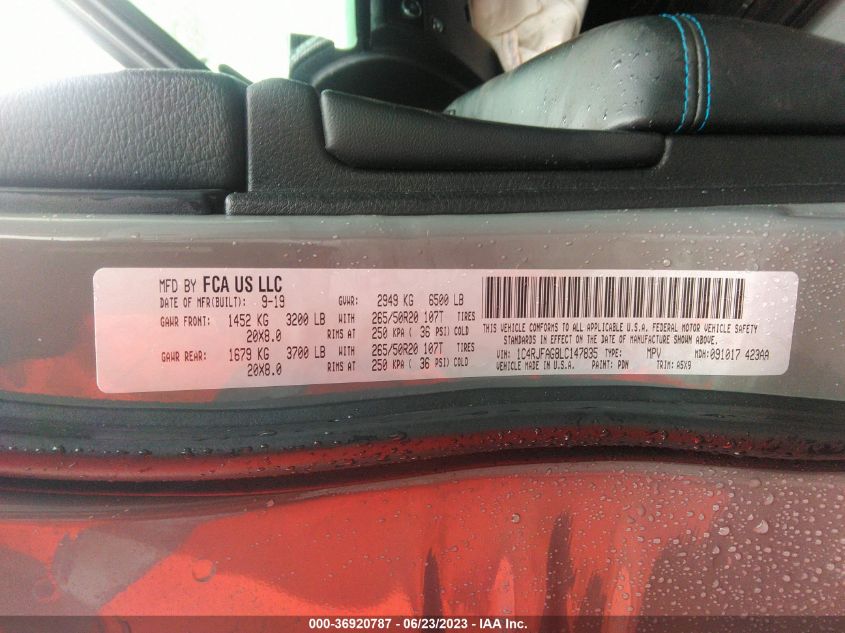 MFD BY FCA US LLC
DATE OF MFR(BUILT): 9-19 GVWR: 2949 KG 6500 LB
GAWR FRONT: 1452 KG 3200 LB WITH 265/50R20 107T TIRES
20X8.0 RIMS AT 250 KPA ( 36 PSI) COLD
GAWR REAR: 1679 KG 3700 LB WITH 265/50R20 107T TIRES
20X8.0 RIMS AT 250 KPA ( 36 PSI) COLD
THIS VEHICLE CONFORMS TO ALL APPLICABLE U.S.A. FEDERAL MOTOR VEHICLE SAFETY
STANDARDS IN EFFECT ON THE DATE OF MANUFACTURE SHOWN ABOVE.
VIN: 1C4RJFAG8LC147835 TYPE: MPV MDH: 091017 423AA
VEHICLE MADE IN U.S.A. PAINT: PDN TRIM: A5X9
000-36920787 - 06/23/2023 - IAA Inc.